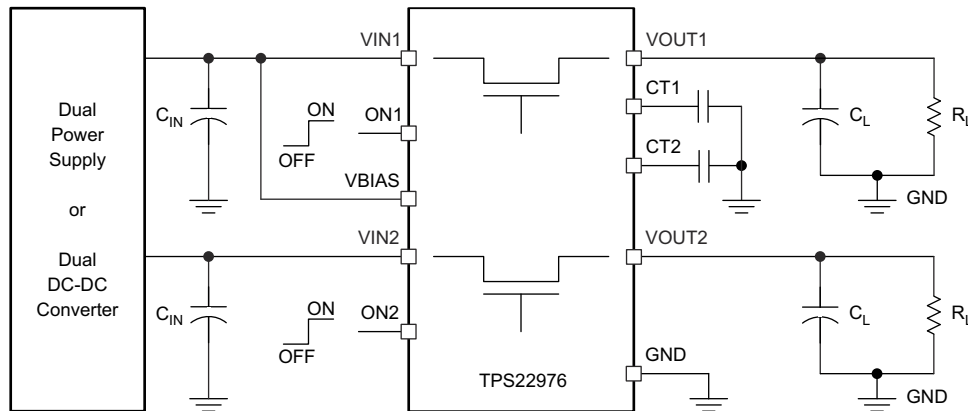 Dual
Power
Supply
or
Dual
DC-DC
Converter
VIN1
VOUT1
CT1
ON
ON1
C_IN
OFF
C_L
R_L
CT2
VBIAS
GND
VIN2
VOUT2
ON
ON2
C_IN
OFF
C_L
R_L
GND
TPS22976
GND